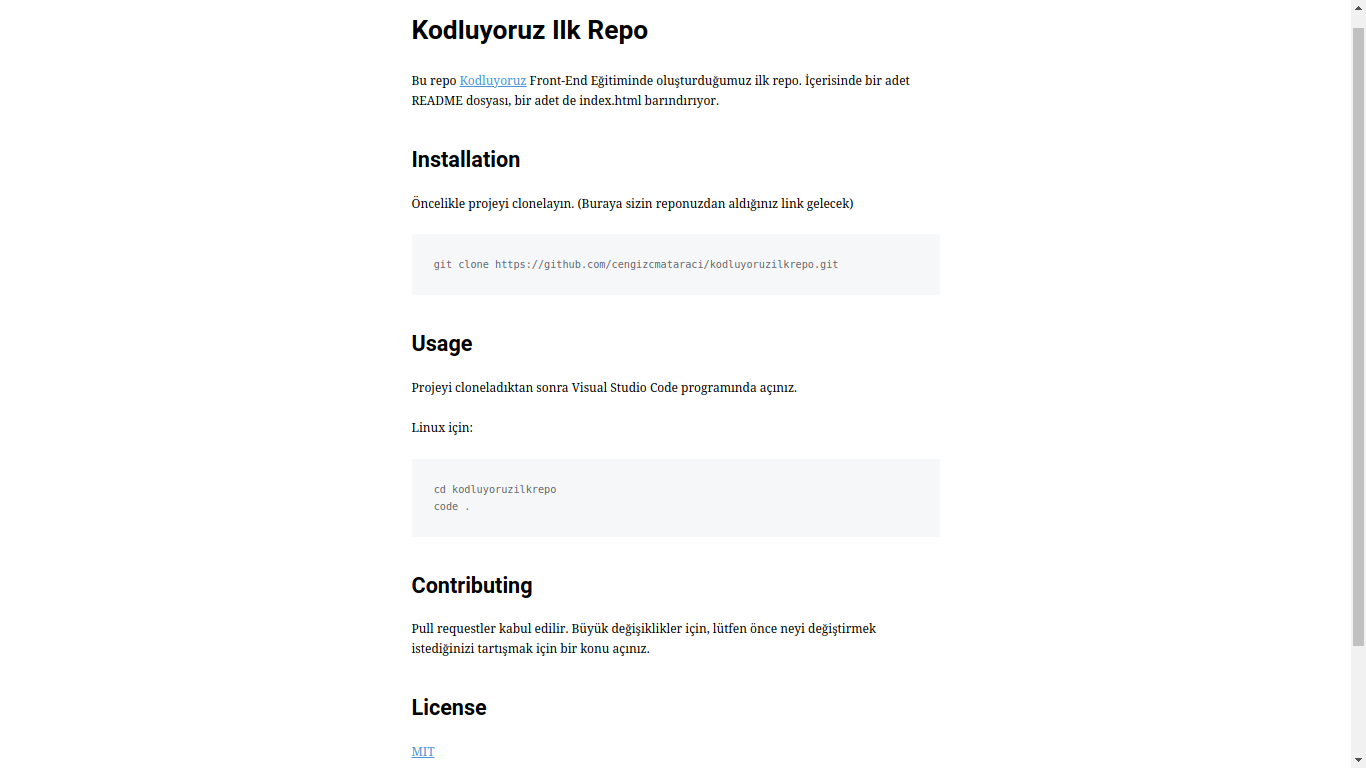 Kodluyoruz Ilk Repo
Bu repo Kodluyoruz Front-End Eğitiminde oluşturduğumuz ilk repo. İçerisinde bir adet
README dosyası, bir adet de index.html barındırıyor.
Installation
Öncelikle projeyi clonelayın. (Buraya sizin reponuzdan aldığınız link gelecek)
git clone https://github.com/cengizcmataraci/kodluyoruzilkrepo.git
Usage
Projeyi cloneladıktan sonra Visual Studio Code programında açınız.
Linux için:
cd kodluyoruzilkrepo
code .
Contributing
Pull requestler kabul edilir. Büyük değişiklikler için, lütfen önce neyi değiştirmek
istediğinizi tartışmak için bir konu açınız.
License
MIT